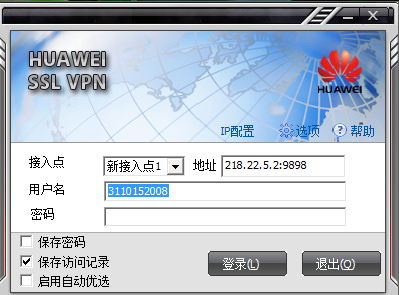 HUAWEI
SSL VPN
HUAWEI
IP配置 选项 帮助
接入点 新接入点1 地址 218.22.5.2:9898
用户名 3110152008
密码
保存密码
保存访问记录
启用自动优选
登录(L) 退出(Q)